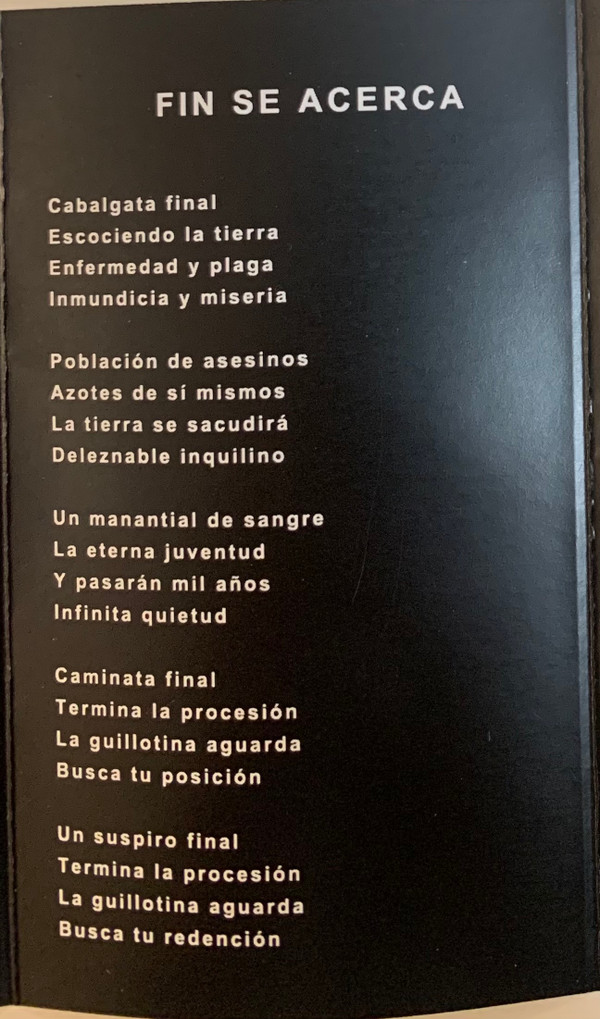 FIN SE ACERCA
Cabalgata final
Escociendo la tierra
Enfermedad y plaga
Inmundicia y miseria
Población de asesinos
Azotes de sí mismos
La tierra se sacudirá
Deleznable inquilino
Un manantial de sangre
La eterna juventud
Y pasarán mil años
Infinita quietud
Caminata final
Termina la procesión
La guillotina aguarda
Busca tu posición
Un suspiro final
Termina la procesión
La guillotina aguarda
Busca tu redención